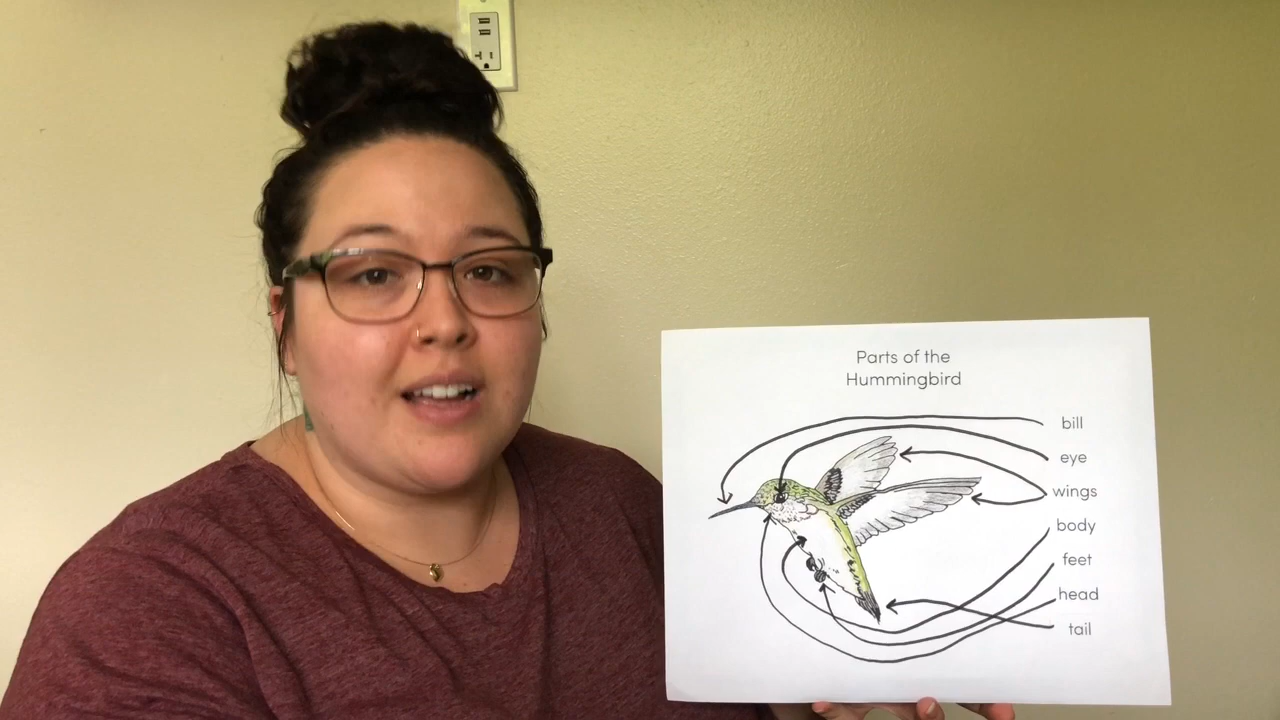 Parts of the
Hummingbird
bill
eye
wings
body
feet
head
tail